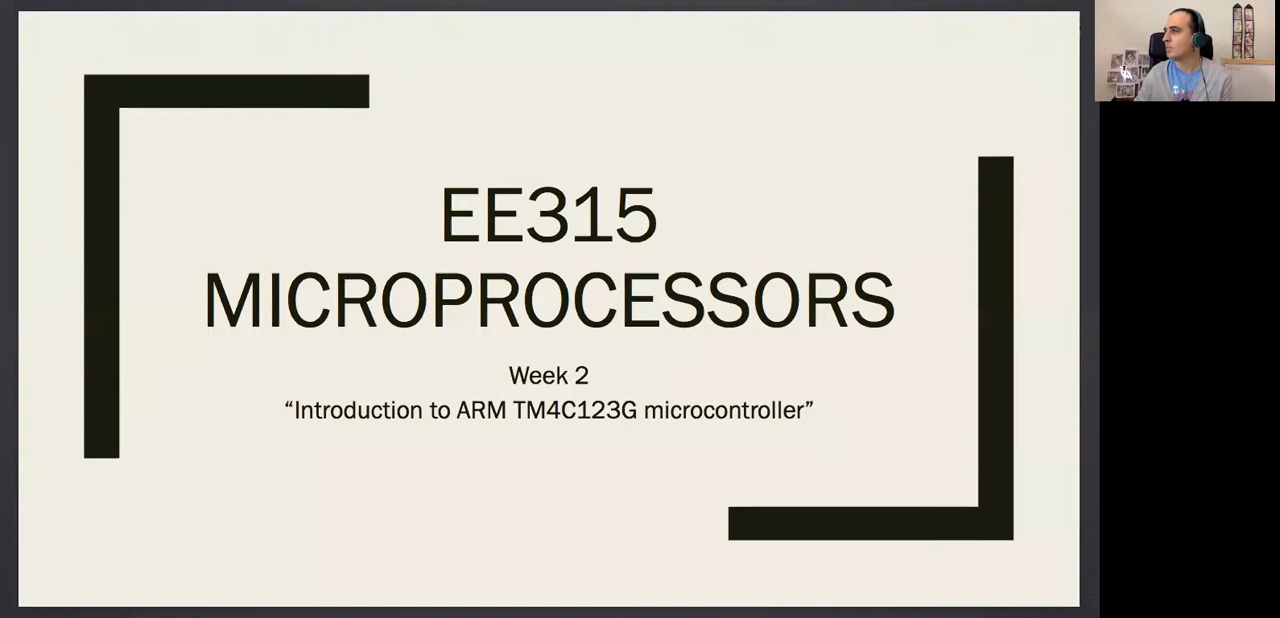 EE315
MICROPROCESSORS
Week 2
“Introduction to ARM TM4C123G microcontroller”